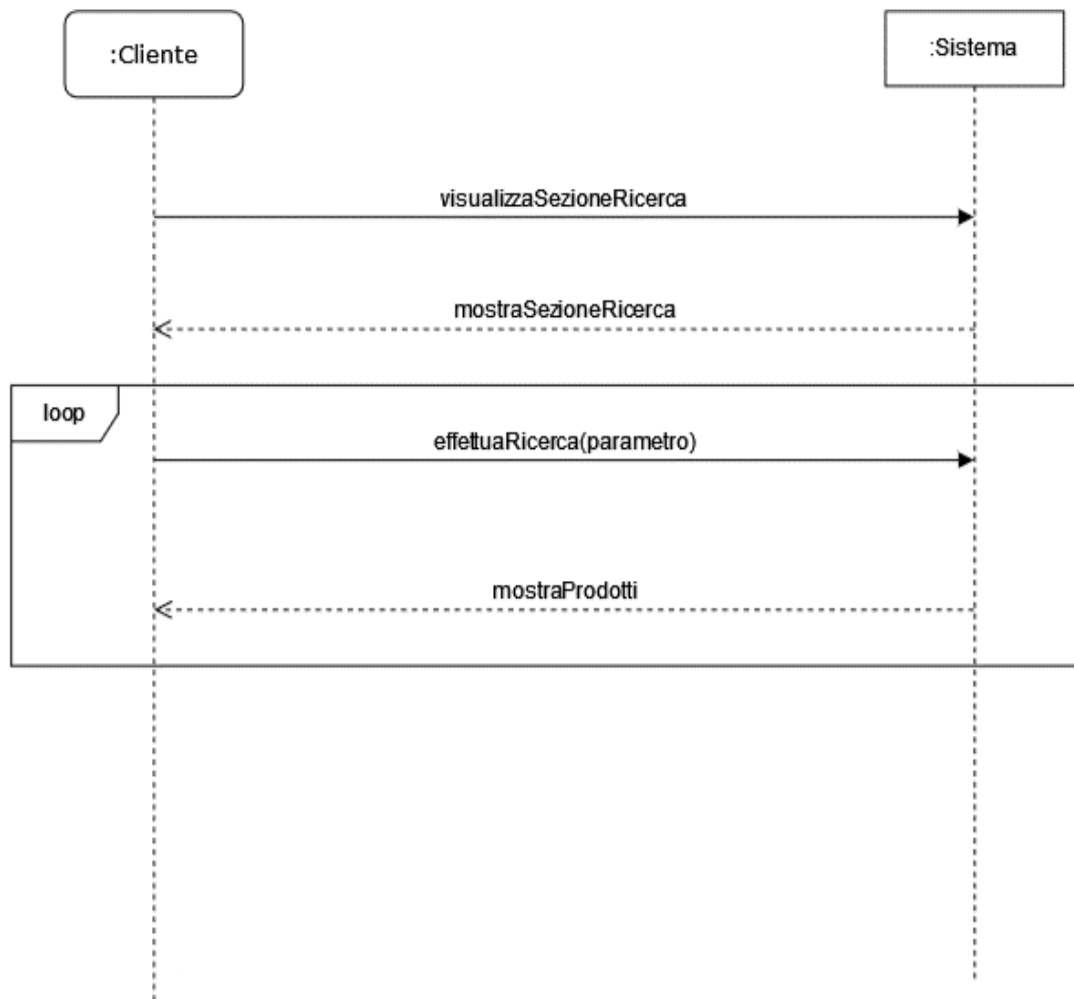 :Cliente
:Sistema
visualizzaSezioneRicerca
mostraSezioneRicerca
loop
effettuaRicerca(parametro)
mostraProdotti